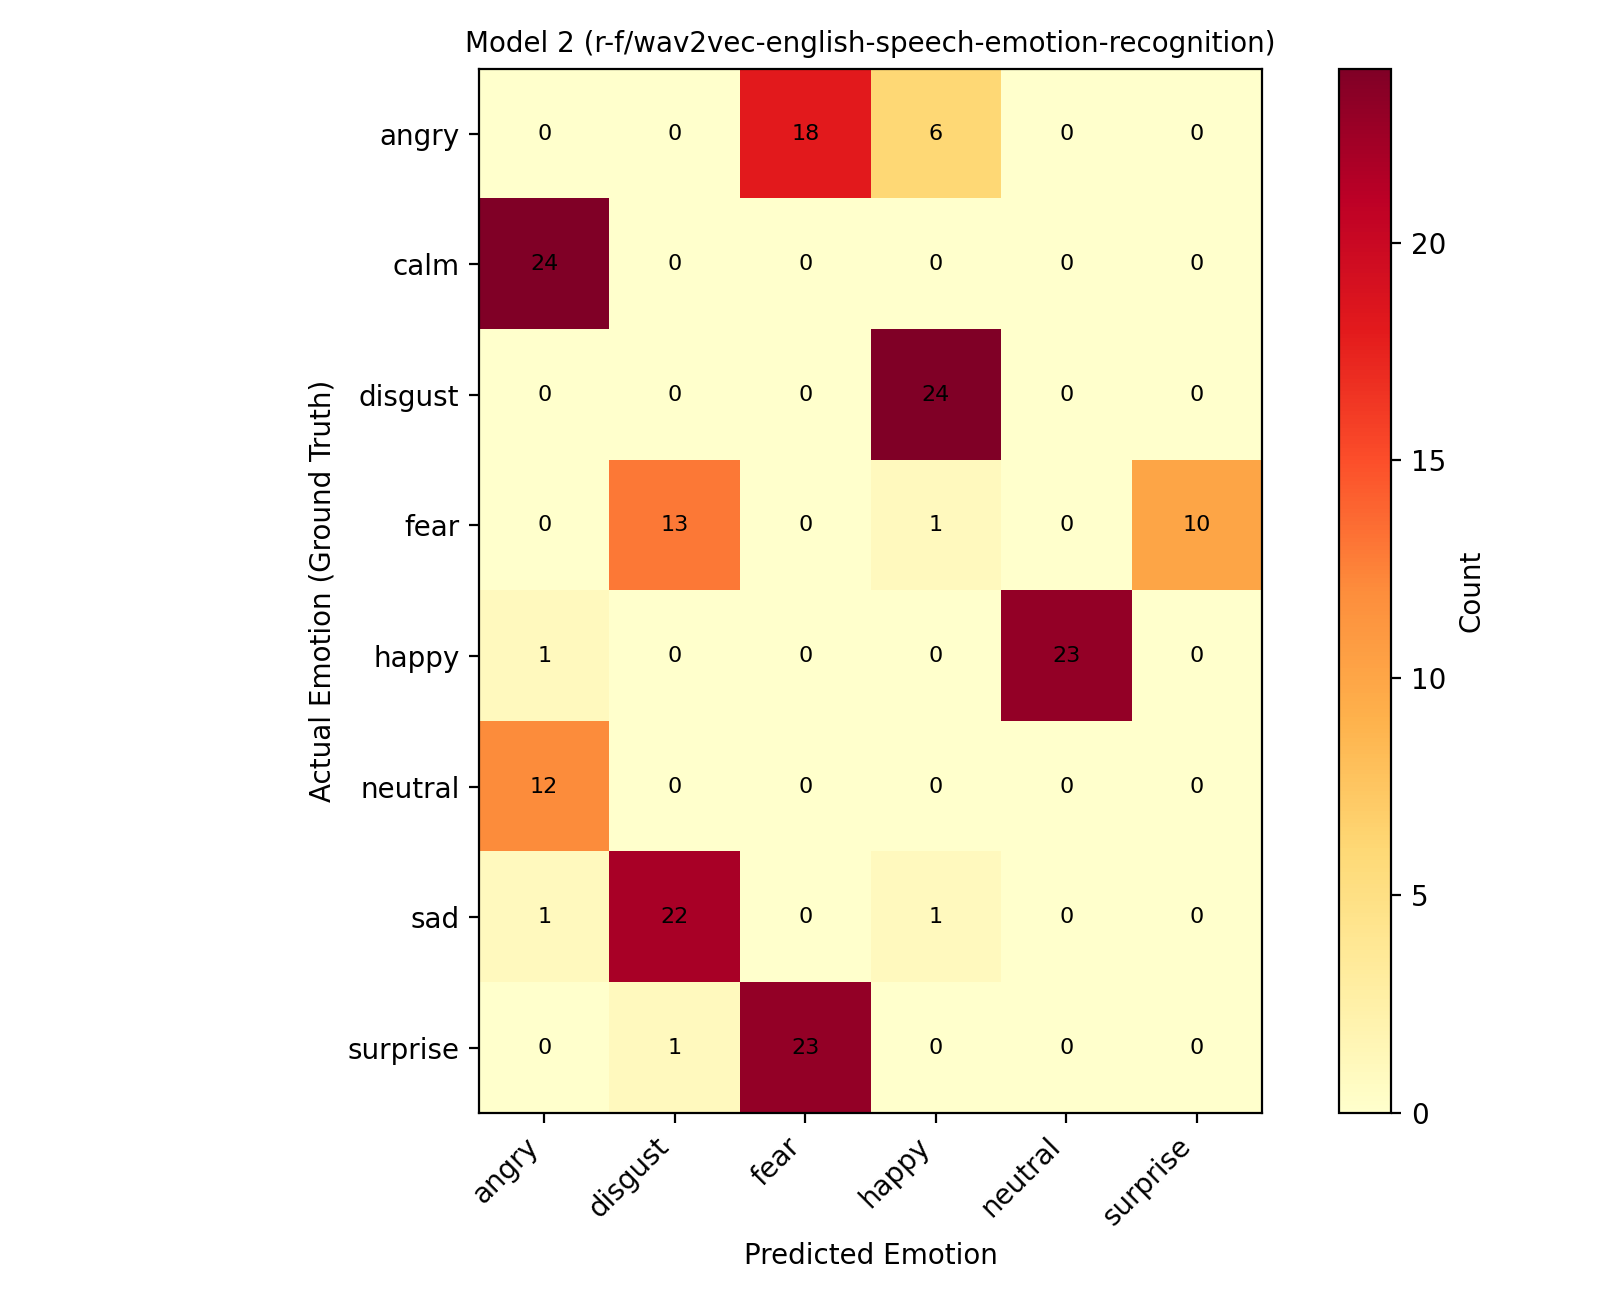 Model 2 (r-f/wav2vec-english-speech-emotion-recognition)
angry 0 0 18 6 0 0
calm 24 0 0 0 0 0
disgust 0 0 0 24 0 0
fear 0 13 0 1 0 10
happy 1 0 0 0 23 0
neutral 12 0 0 0 0 0
sad 1 22 0 1 0 0
surprise 0 1 23 0 0 0
Actual Emotion (Ground Truth)
angry disgust fear happy neutral surprise
Predicted Emotion
20
15
10
5
0
Count